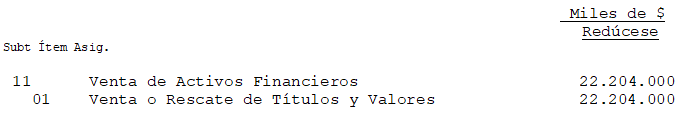 Miles de $
Redúcese
Subt Ítem Asig.
11 Venta de Activos Financieros 22.204.000
01 Venta o Rescate de Títulos y Valores 22.204.000